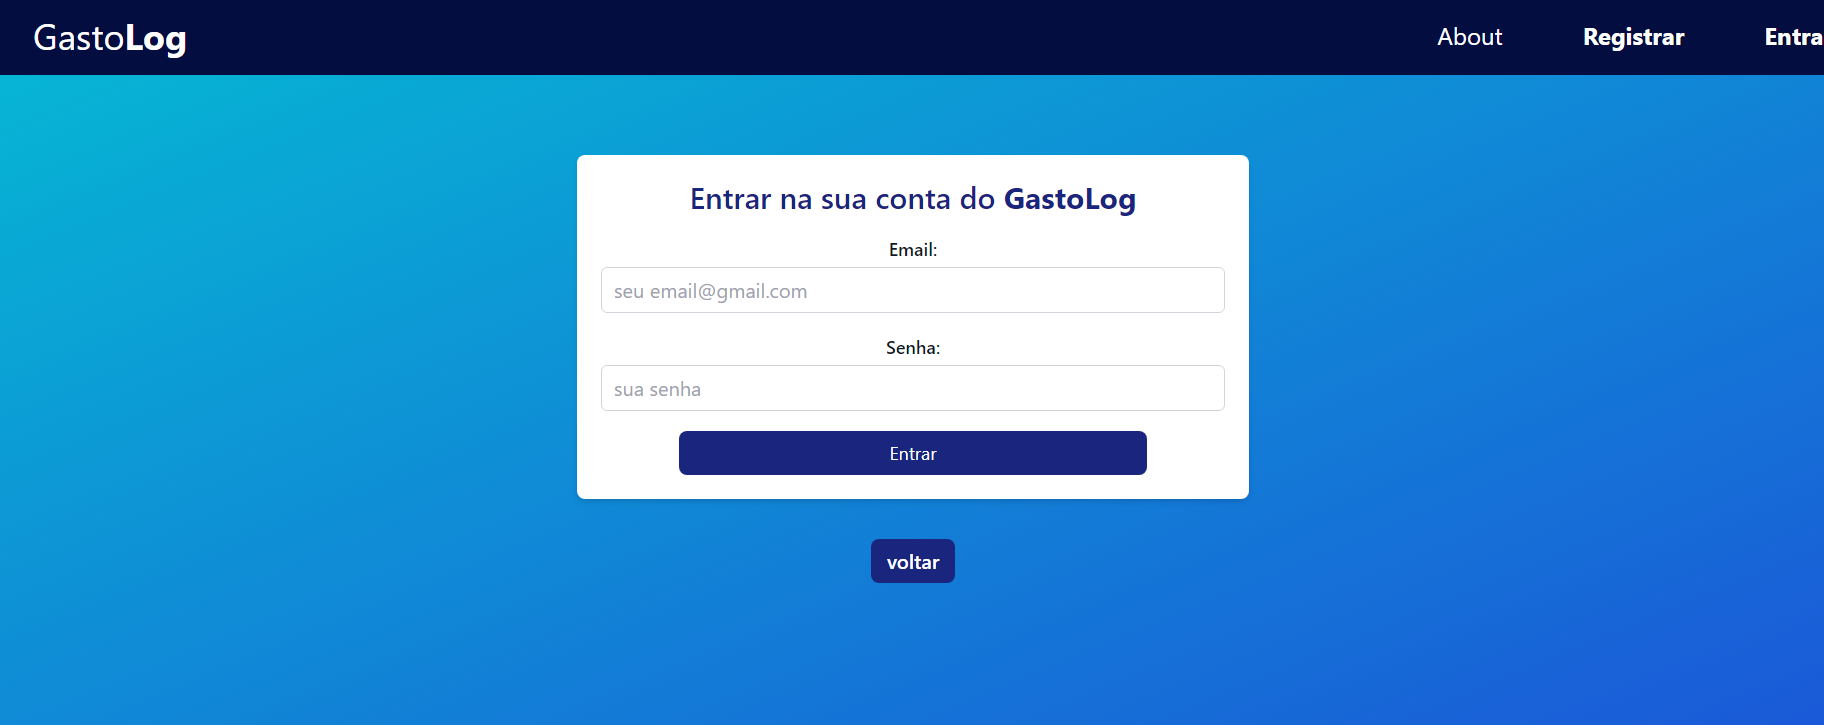 GastoLog
About Registrar Entra
Entrar na sua conta do GastoLog
Email:
seu email@gmail.com
Senha:
sua senha
Entrar
voltar